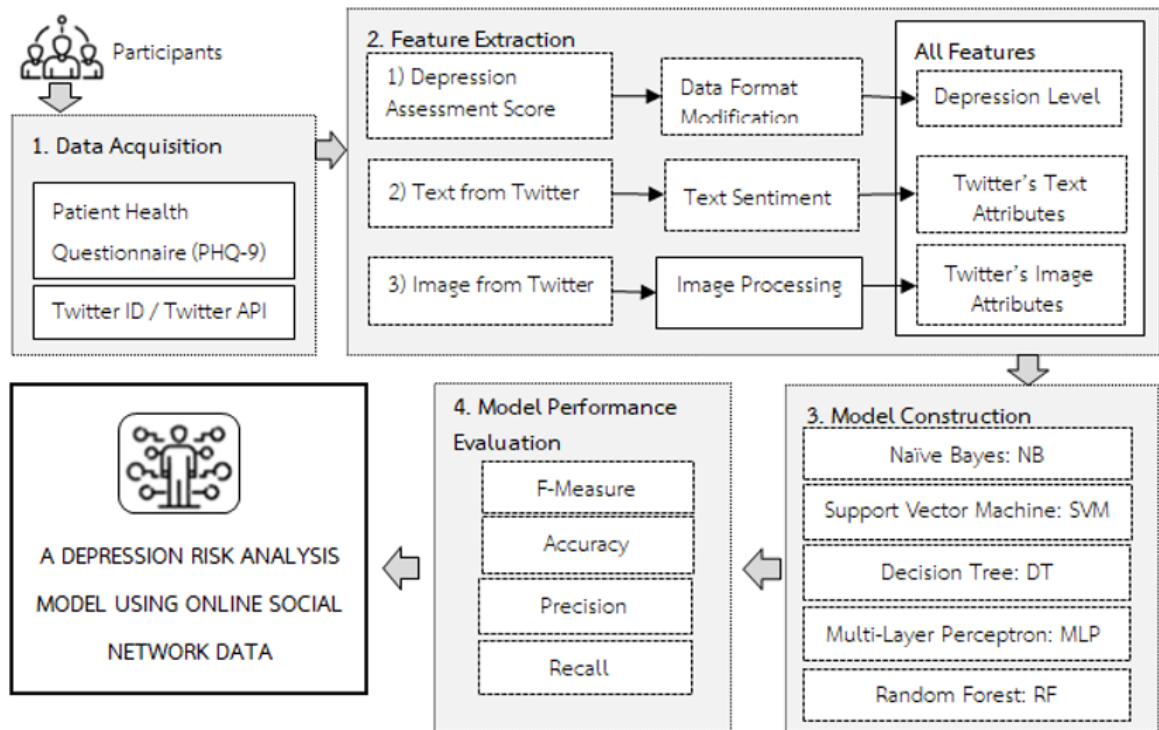 Participants
1. Data Acquisition
Patient Health
Questionnaire (PHQ-9)
Twitter ID / Twitter API
2. Feature Extraction
1) Depression
Assessment Score
Data Format
Modification
All Features
Depression Level
2) Text from Twitter
Text Sentiment
Twitter's Text
Attributes
3) Image from Twitter
Image Processing
Twitter's Image
Attributes
3. Model Construction
Naïve Bayes: NB
Support Vector Machine: SVM
Decision Tree: DT
Multi-Layer Perceptron: MLP
Random Forest: RF
4. Model Performance
Evaluation
F-Measure
Accuracy
Precision
Recall
A DEPRESSION RISK ANALYSIS
MODEL USING ONLINE SOCIAL
NETWORK DATA